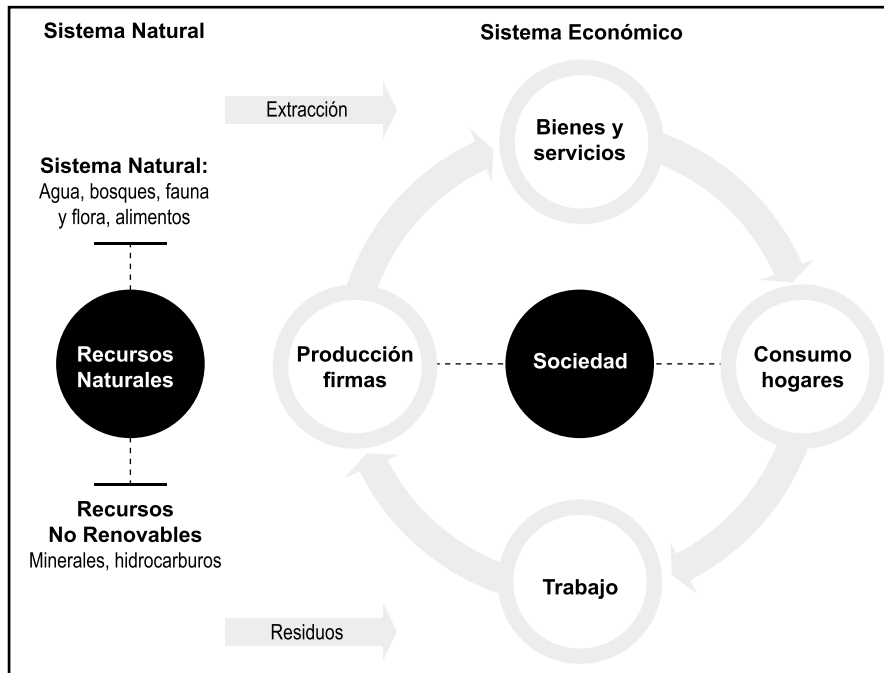 Sistema Natural
Sistema Económico
Extracción
Bienes y
servicios
Sistema Natural:
Agua, bosques, fauna
y flora, alimentos
Recursos
Naturales
Producción
firmas
Sociedad
Consumo
hogares
Recursos
No Renovables
Minerales, hidrocarburos
Trabajo
Residuos